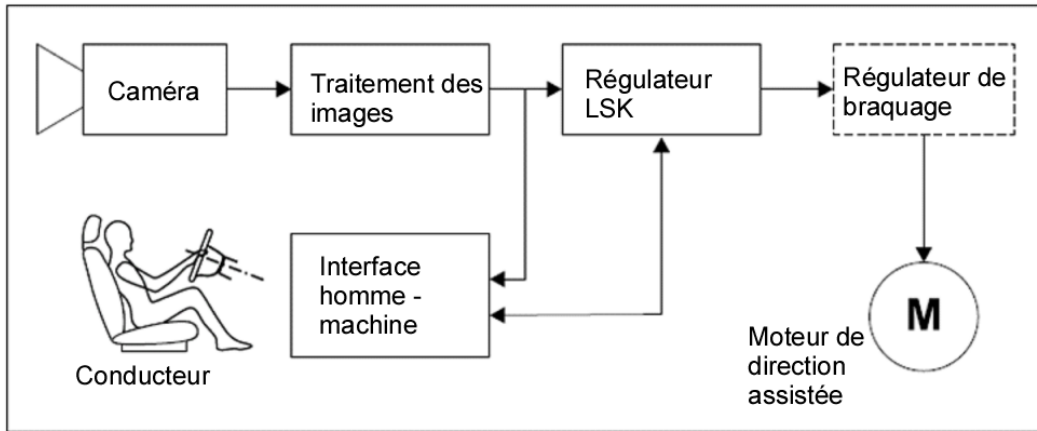 Caméra
Traitement des
images
Régulateur
LSK
Régulateur de
braquage
Interface
homme -
machine
Conducteur
M
Moteur de
direction
assistée